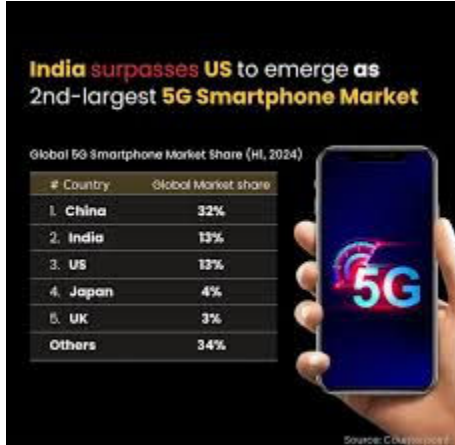 India surpasses US to emerge as
2nd-largest 5G Smartphone Market
Global 5G Smartphone Market Share (H1, 2024)
# Country Global Market share
1. China 32%
2. India 13%
3. US 13%
4. Japan 4%
5. UK 3%
Others 34%
5G
Source: Counterpoint